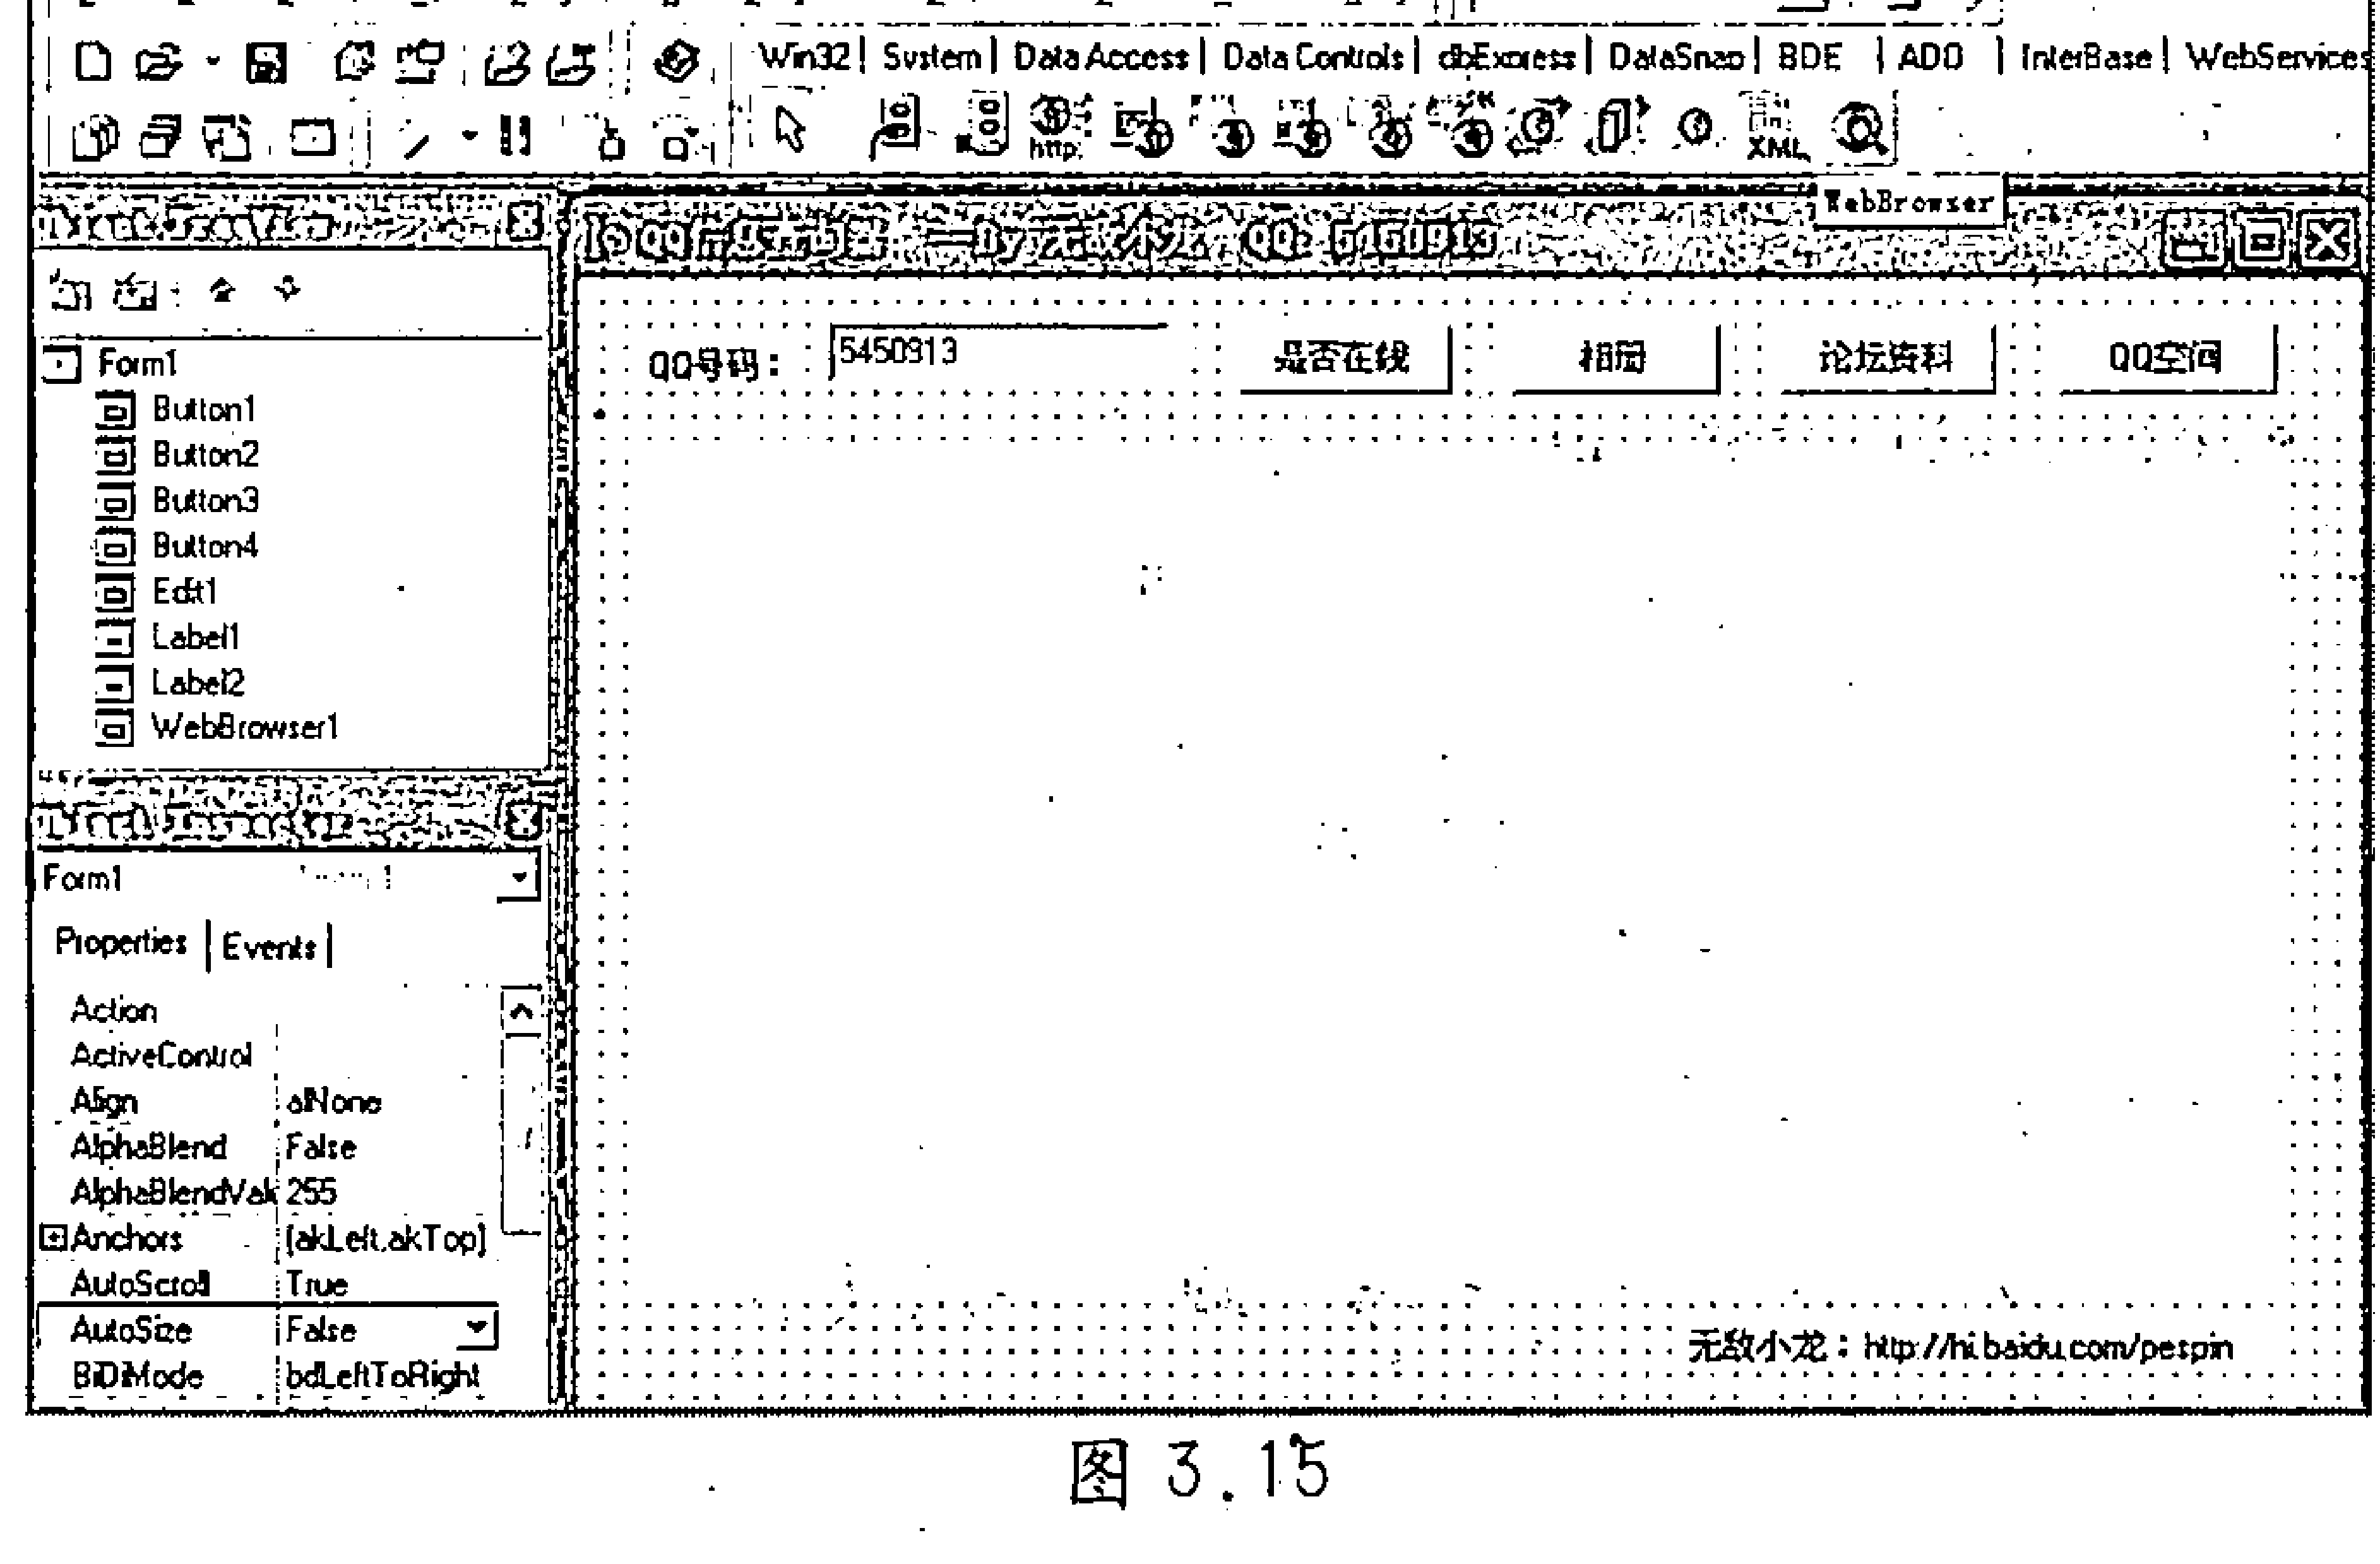 Win32 | System | Data Access | Data Controls | dbExpress | DataSnap | BDE | ADO | InterBase | WebServices
http:
XML
WebBrowser
Form1
Button1
Button2
Button3
Button4
Edit1
Label1
Label2
WebBrowser1
QQ号码：
5450913
是否在线
相册
论坛资料
QQ空间
Object Inspector
Form1
Properties | Events
Action
ActiveControl
Align alNone
AlphaBlend False
AlphaBlendVal 255
Anchors [akLeft,akTop]
AutoScroll True
AutoSize False
BiDiMode bdLeftToRight
无敌小龙：http://hi.baidu.com/pespin
图 3.15